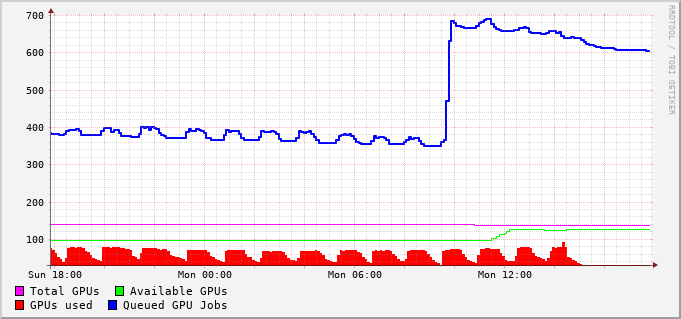 700
600
500
400
300
200
100
Sun 18:00 Mon 00:00 Mon 06:00 Mon 12:00
Total GPUs Available GPUs
GPUs used Queued GPU Jobs
RRDTOOL / TOBI OETIKER